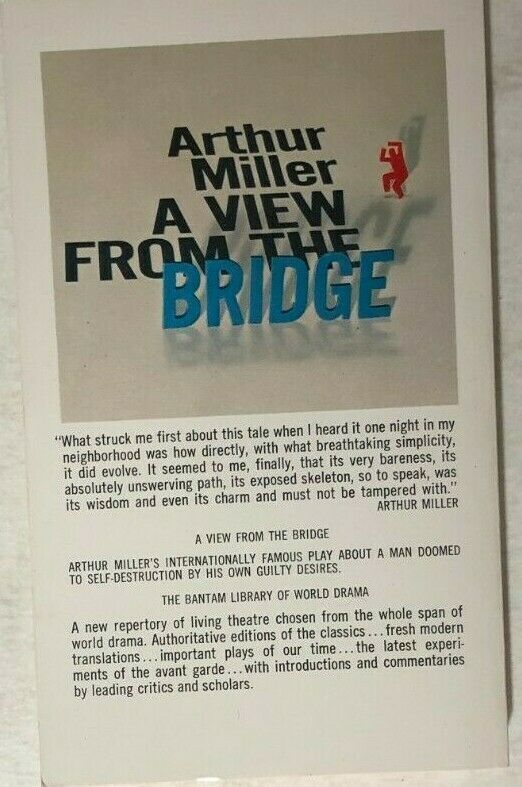 Arthur
Miller
A VIEW
FROM THE
BRIDGE
"What struck me first about this tale when I heard it one night in my
neighborhood was how directly, with what breathtaking simplicity,
it did evolve. It seemed to me, finally, that its very bareness, its
absolutely unswerving path, its exposed skeleton, so to speak, was
its wisdom and even its charm and must not be tampered with."
ARTHUR MILLER
A VIEW FROM THE BRIDGE
ARTHUR MILLER'S INTERNATIONALLY FAMOUS PLAY ABOUT A MAN DOOMED
TO SELF-DESTRUCTION BY HIS OWN GUILTY DESIRES.
THE BANTAM LIBRARY OF WORLD DRAMA
A new repertory of living theatre chosen from the whole span of
world drama. Authoritative editions of the classics...fresh modern
translations...important plays of our time...the latest experi-
ments of the avant garde...with introductions and commentaries
by leading critics and scholars.